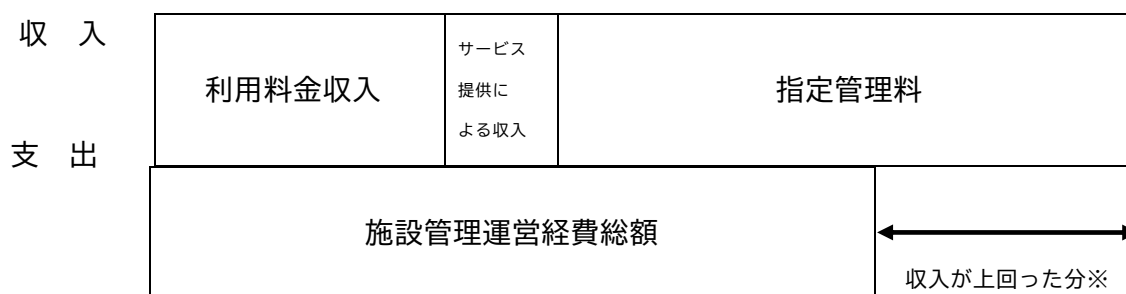 収　入
利用料金収入
サービス
提供に
よる収入
指定管理料
支　出
施設管理運営経費総額
収入が上回った分※